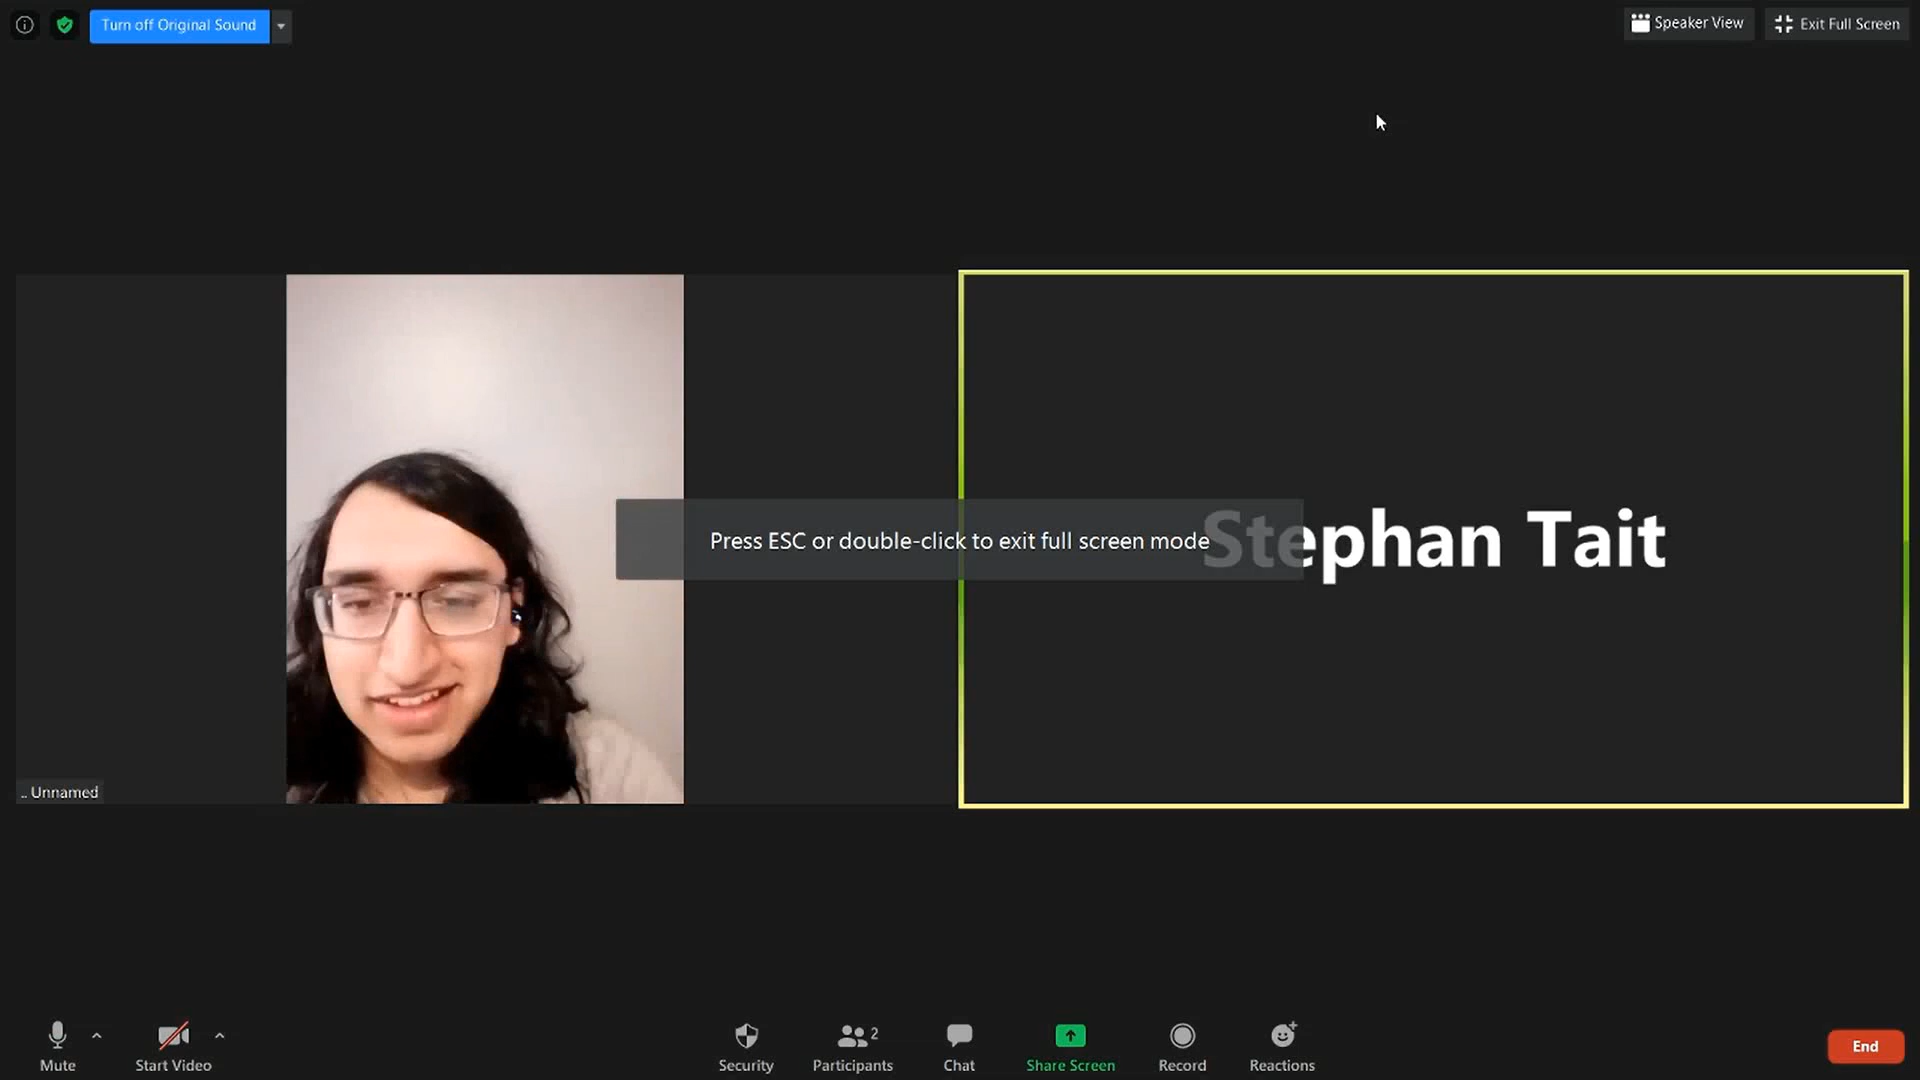 Turn off Original Sound
Speaker View
Exit Full Screen
Press ESC or double-click to exit full screen mode
Stephan Tait
.. Unnamed
Mute
Start Video
Security
Participants
2
Chat
Share Screen
Record
Reactions
End